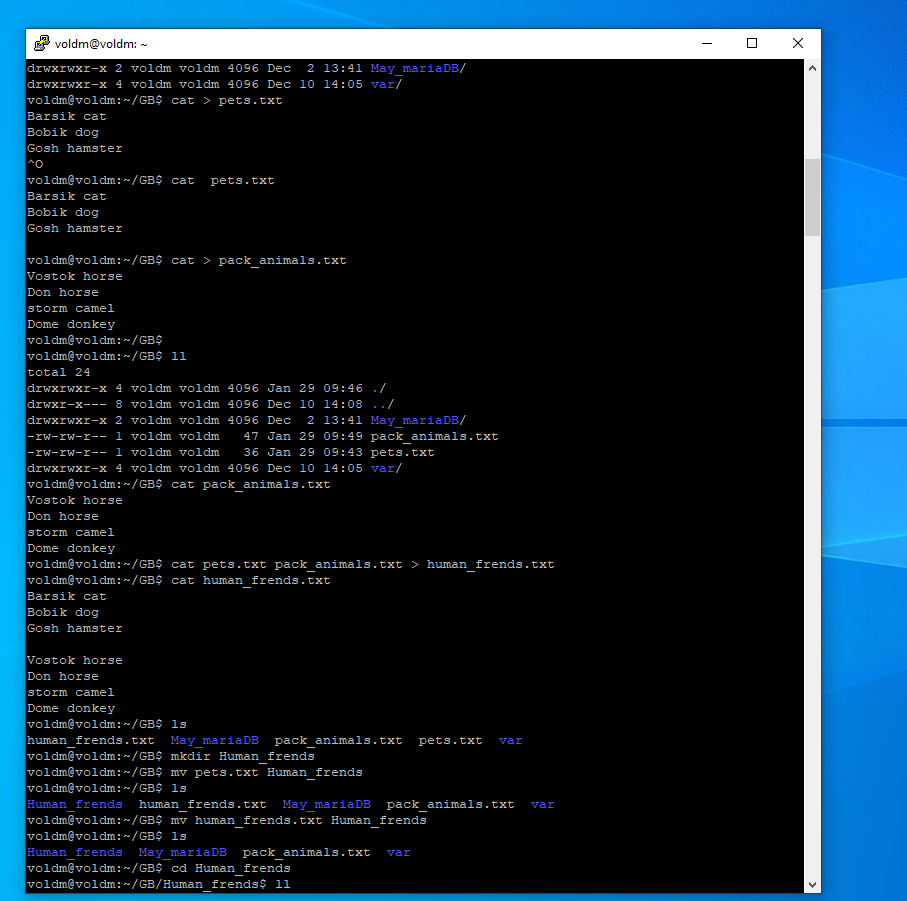 voldm@voldm: ~
drwxrwxr-x 2 voldm voldm 4096 Dec  2 13:41 May_mariaDB/
drwxrwxr-x 4 voldm voldm 4096 Dec 10 14:05 var/
voldm@voldm:~/GB$ cat > pets.txt
Barsik cat
Bobik dog
Gosh hamster
^O
voldm@voldm:~/GB$ cat  pets.txt
Barsik cat
Bobik dog
Gosh hamster

voldm@voldm:~/GB$ cat > pack_animals.txt
Vostok horse
Don horse
storm camel
Dome donkey
voldm@voldm:~/GB$
voldm@voldm:~/GB$ ll
total 24
drwxrwxr-x 4 voldm voldm 4096 Jan 29 09:46 ./
drwxr-x--- 8 voldm voldm 4096 Dec 10 14:08 ../
drwxrwxr-x 2 voldm voldm 4096 Dec  2 13:41 May_mariaDB/
-rw-rw-r-- 1 voldm voldm   47 Jan 29 09:49 pack_animals.txt
-rw-rw-r-- 1 voldm voldm   36 Jan 29 09:43 pets.txt
drwxrwxr-x 4 voldm voldm 4096 Dec 10 14:05 var/
voldm@voldm:~/GB$ cat pack_animals.txt
Vostok horse
Don horse
storm camel
Dome donkey
voldm@voldm:~/GB$ cat pets.txt pack_animals.txt > human_frends.txt
voldm@voldm:~/GB$ cat human_frends.txt
Barsik cat
Bobik dog
Gosh hamster

Vostok horse
Don horse
storm camel
Dome donkey
voldm@voldm:~/GB$ ls
human_frends.txt  May_mariaDB  pack_animals.txt  pets.txt  var
voldm@voldm:~/GB$ mkdir Human_frends
voldm@voldm:~/GB$ mv pets.txt Human_frends
voldm@voldm:~/GB$ ls
Human_frends  human_frends.txt  May_mariaDB  pack_animals.txt  var
voldm@voldm:~/GB$ mv human_frends.txt Human_frends
voldm@voldm:~/GB$ ls
Human_frends  May_mariaDB  pack_animals.txt  var
voldm@voldm:~/GB$ cd Human_frends
voldm@voldm:~/GB/Human_frends$ ll